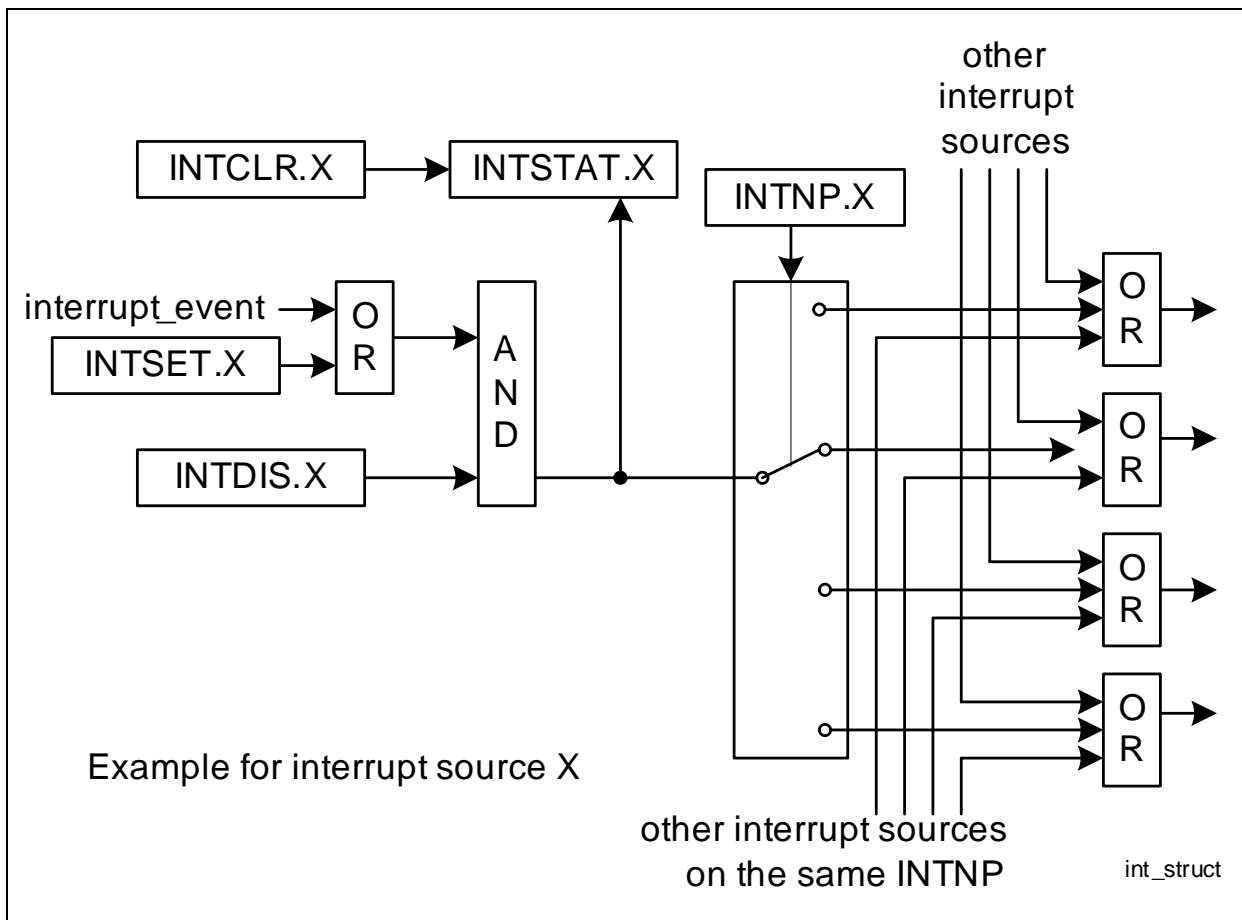 other
interrupt
sources
INTCLR.X
INTSTAT.X
INTNP.X
interrupt_event
INTSET.X
O
R
A
N
D
INTDIS.X
O
R
O
R
O
R
O
R
Example for interrupt source X
other interrupt sources
on the same INTNP
int_struct